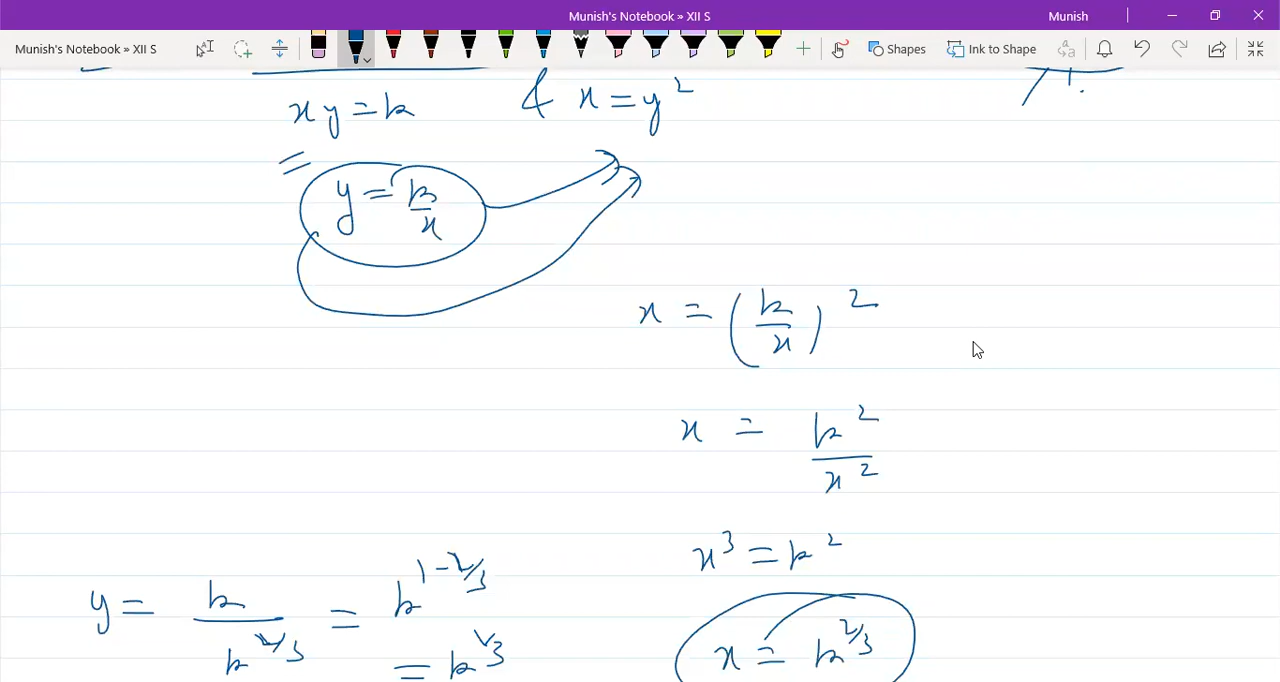 Munish's Notebook » XII S
Munish
Munish's Notebook » XII S
Shapes
Ink to Shape
xy = k & x = y²
y = k/x
x = (k/x)²
x = k²/x²
x³ = k²
y = k/k^2/3 = k^1-2/3
= k^1/3
x = k^2/3